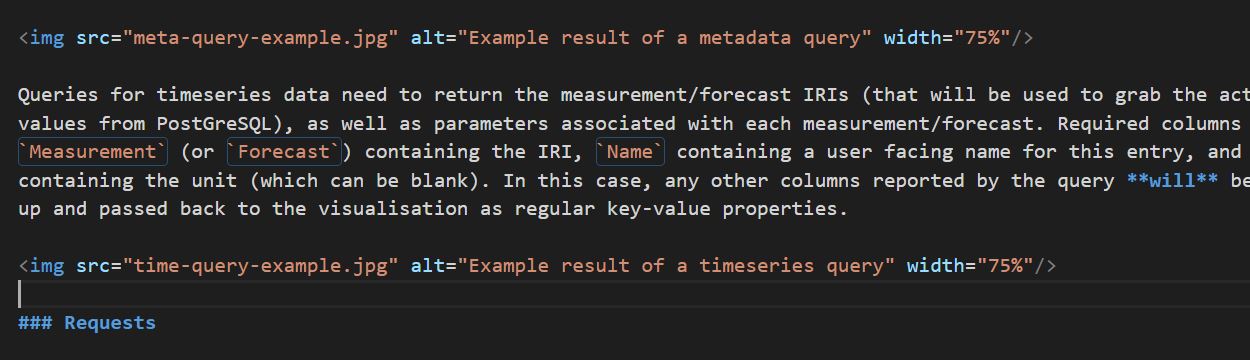 <img src="meta-query-example.jpg" alt="Example result of a metadata query" width="75%"/>
Queries for timeseries data need to return the measurement/forecast IRIs (that will be used to grab the act
values from PostGreSQL), as well as parameters associated with each measurement/forecast. Required columns
`Measurement` (or `Forecast`) containing the IRI, `Name` containing a user facing name for this entry, and
containing the unit (which can be blank). In this case, any other columns reported by the query **will** be
up and passed back to the visualisation as regular key-value properties.
<img src="time-query-example.jpg" alt="Example result of a timeseries query" width="75%"/>
### Requests